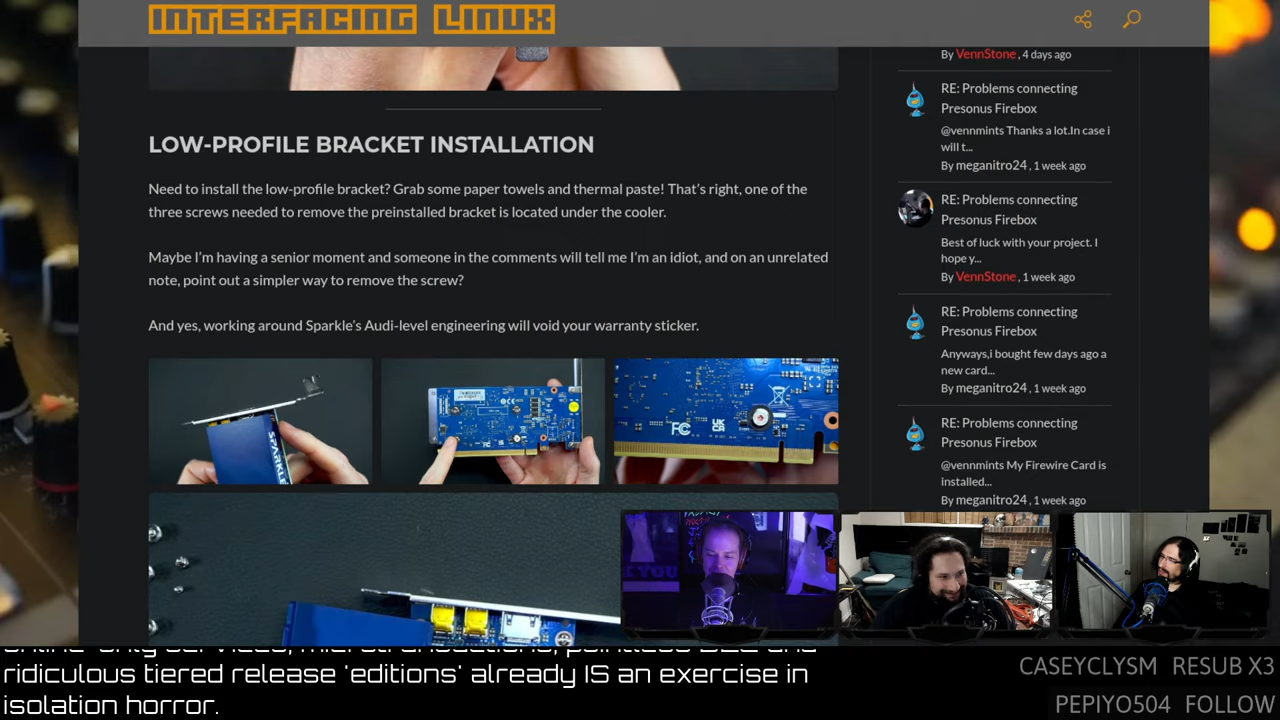 INTERFACING LINUX
LOW-PROFILE BRACKET INSTALLATION
Need to install the low-profile bracket? Grab some paper towels and thermal paste! That's right, one of the
three screws needed to remove the preinstalled bracket is located under the cooler.
Maybe I'm having a senior moment and someone in the comments will tell me I'm an idiot, and on an unrelated
note, point out a simpler way to remove the screw?
And yes, working around Sparkle's Audi-level engineering will void your warranty sticker.
SPARKLE
FC
By VennStone , 4 days ago
RE: Problems connecting
Presonus Firebox
@vennmints Thanks a lot.In case i
will t...
By meganitro24 , 1 week ago
RE: Problems connecting
Presonus Firebox
Best of luck with your project. I
hope y...
By VennStone , 1 week ago
RE: Problems connecting
Presonus Firebox
Anyways,i bought few days ago a
new card...
By meganitro24 , 1 week ago
RE: Problems connecting
Presonus Firebox
@vennmints My Firewire Card is
installed...
By meganitro24 , 1 week ago
ridiculous tiered release 'editions' already IS an exercise in
isolation horror.
CASEYCLYSM RESUB X3
PEPIYO504 FOLLOW